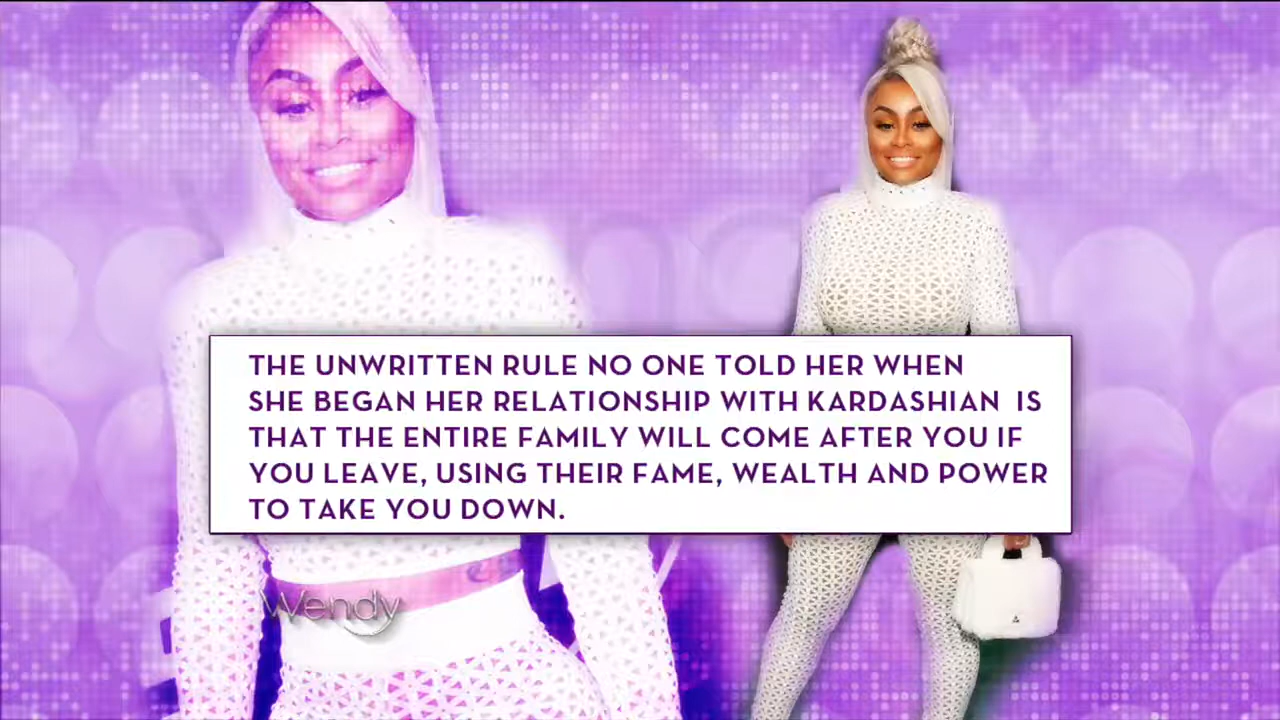 THE UNWRITTEN RULE NO ONE TOLD HER WHEN
SHE BEGAN HER RELATIONSHIP WITH KARDASHIAN IS
THAT THE ENTIRE FAMILY WILL COME AFTER YOU IF
YOU LEAVE, USING THEIR FAME, WEALTH AND POWER
TO TAKE YOU DOWN.
Wendy